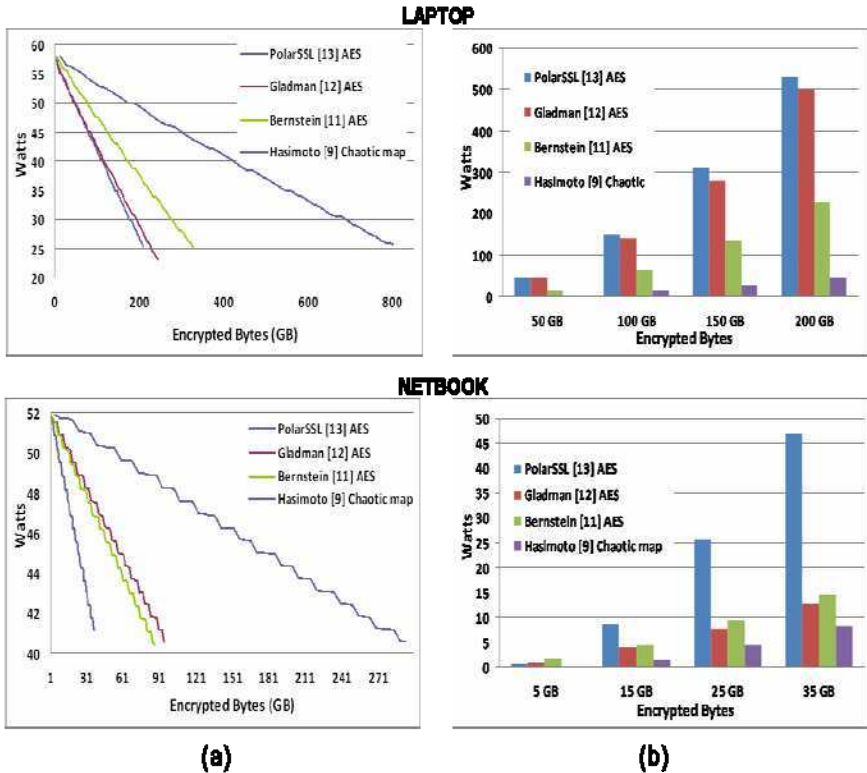 LAPTOP
60
55
50
45
40
35
30
25
20
Watts
PolarSSL [13] AES
Gladman [12] AES
Bernstein [11] AES
Hasimoto [9] Chaotic map
0 200 400 600 800
Encrypted Bytes (GB)
600
500
400
300
200
100
0
Watts
PolarSSL [13] AES
Gladman [12] AES
Bernstein [11] AES
Hasimoto [9] Chaotic
50 GB 100 GB 150 GB 200 GB
Encrypted Bytes
NETBOOK
52
50
48
46
44
42
40
Watts
PolarSSL [13] AES
Gladman [12] AES
Bernstein [11] AES
Hasimoto [9] Chaotic map
1 31 61 91 121 151 181 211 241 271
Encrypted Bytes (GB)
50
45
40
35
30
25
20
15
10
5
0
Watts
PolarSSL [13] AES
Gladman [12] AES
Bernstein [11] AES
Hasimoto [9] Chaotic map
5 GB 15 GB 25 GB 35 GB
Encrypted Bytes
(a)
(b)